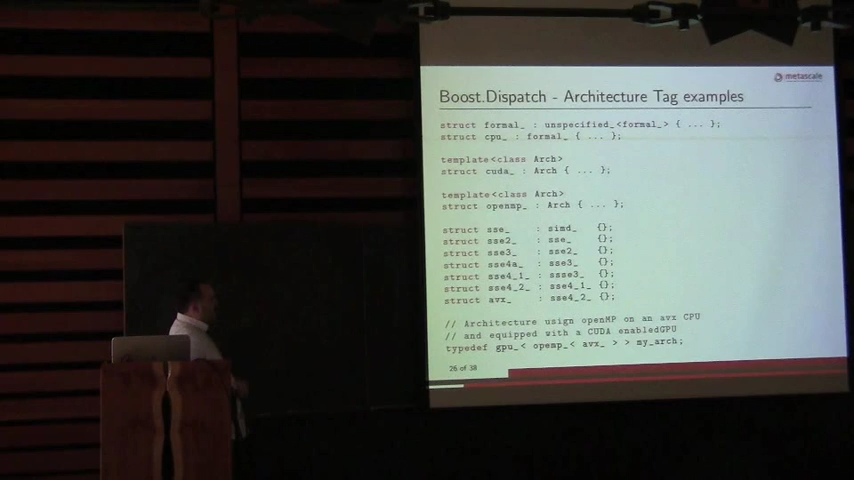 metascale
Boost.Dispatch - Architecture Tag examples
struct formal_ : unspecified_<formal_> { ... };
struct cpu_ : formal_ { ... };
template<class Arch>
struct cuda_ : Arch { ... };
template<class Arch>
struct openmp_ : Arch { ... };
struct sse_ : simd_ {};
struct sse2_ : sse_ {};
struct sse3_ : sse2_ {};
struct sse4a_ : sse3_ {};
struct sse4_1_ : ssse3_ {};
struct sse4_2_ : sse4_1_ {};
struct avx_ : sse4_2_ {};
// Architecture usign openMP on an avx CPU
// and equipped with a CUDA enabledGPU
typedef gpu_< opemp_< avx_ > > my_arch;
26 of 38